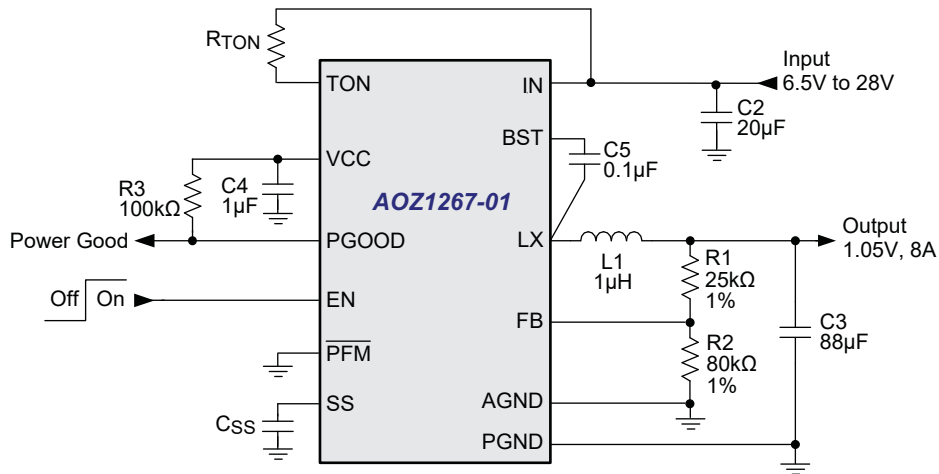 RTON
TON
IN
Input
6.5V to 28V
C2
20µF
BST
C5
0.1µF
VCC
R3
100kΩ
C4
1µF
AOZ1267-01
Power Good
PGOOD
LX
L1
1µH
Output
1.05V, 8A
R1
25kΩ
1%
Off
On
EN
FB
C3
88µF
PFM
R2
80kΩ
1%
SS
CSS
AGND
PGND